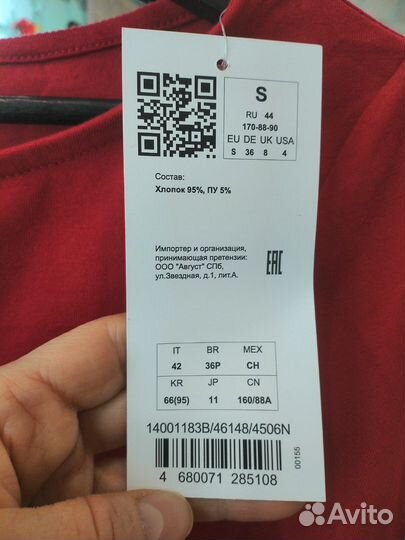 S
RU 44
170-88-90
EU DE UK USA
S 36 8 4
Состав:
Хлопок 95%, ПУ 5%
Импортер и организация,
принимающая претензии:
ООО "Август" СПб,
ул.Звездная, д.1, лит.А.
EAC
IT BR MEX
42 36P CH
KR JP CN
66(95) 11 160/88A
14001183B/46148/4506N
00155
4 680071 285108
Avito